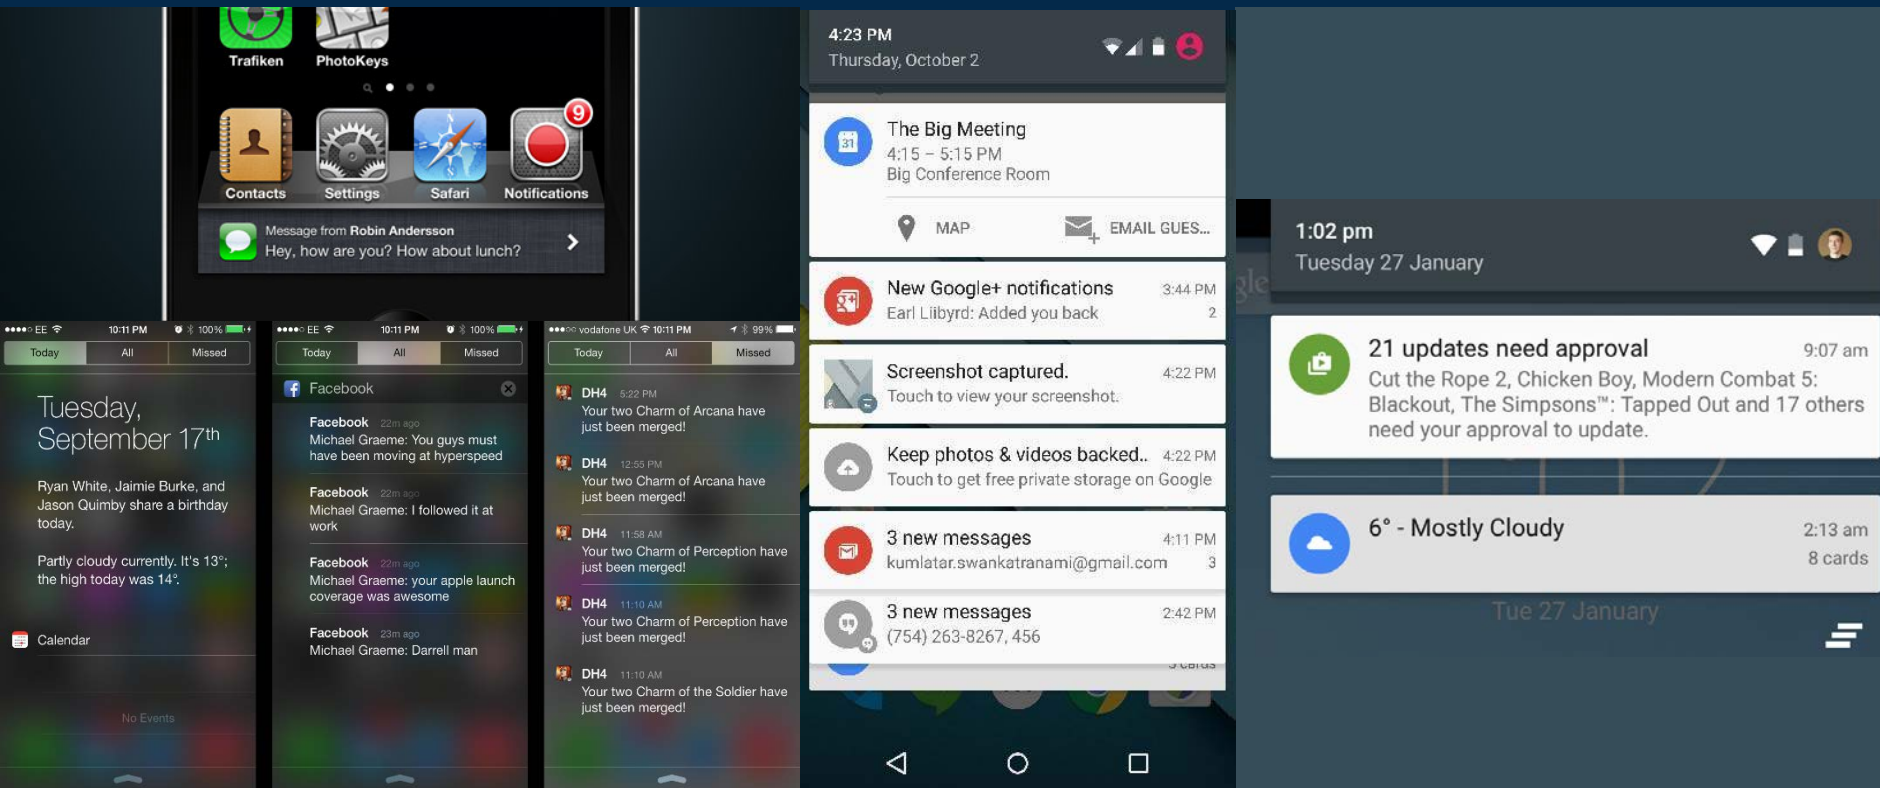 Trafiken
PhotoKeys
9
Contacts
Settings
Safari
Notifications
Message from Robin Andersson
Hey, how are you? How about lunch?
EE
10:11 PM
100%
Today
All
Missed
Tuesday,
September 17th
Ryan White, Jaimie Burke, and
Jason Quimby share a birthday
today.
Partly cloudy currently. It's 13°;
the high today was 14°.
Calendar
No Events
EE
10:11 PM
100%
Today
All
Missed
Facebook
Facebook 22m ago
Michael Graeme: You guys must
have been moving at hyperspeed
Facebook 22m ago
Michael Graeme: I followed it at
work
Facebook 22m ago
Michael Graeme: your apple launch
coverage was awesome
Facebook 23m ago
Michael Graeme: Darrell man
vodafone UK
10:11 PM
99%
Today
All
Missed
DH4 5:22 PM
Your two Charm of Arcana have
just been merged!
DH4 12:55 PM
Your two Charm of Arcana have
just been merged!
DH4 11:58 AM
Your two Charm of Perception have
just been merged!
DH4 11:10 AM
Your two Charm of Perception have
just been merged!
DH4 11:10 AM
Your two Charm of the Soldier have
just been merged!
4:23 PM
Thursday, October 2
31
The Big Meeting
4:15 – 5:15 PM
Big Conference Room
MAP
EMAIL GUES...
New Google+ notifications 3:44 PM
Earl Liibyrd: Added you back 2
Screenshot captured. 4:22 PM
Touch to view your screenshot.
Keep photos & videos backed.. 4:22 PM
Touch to get free private storage on Google
3 new messages 4:11 PM
kumlatar.swankatranami@gmail.com 3
3 new messages 2:42 PM
(754) 263-8267, 456
cards
1:02 pm
Tuesday 27 January
gle
21 updates need approval 9:07 am
Cut the Rope 2, Chicken Boy, Modern Combat 5:
Blackout, The Simpsons™: Tapped Out and 17 others
need your approval to update.
6° - Mostly Cloudy 2:13 am
8 cards
Tue 27 January